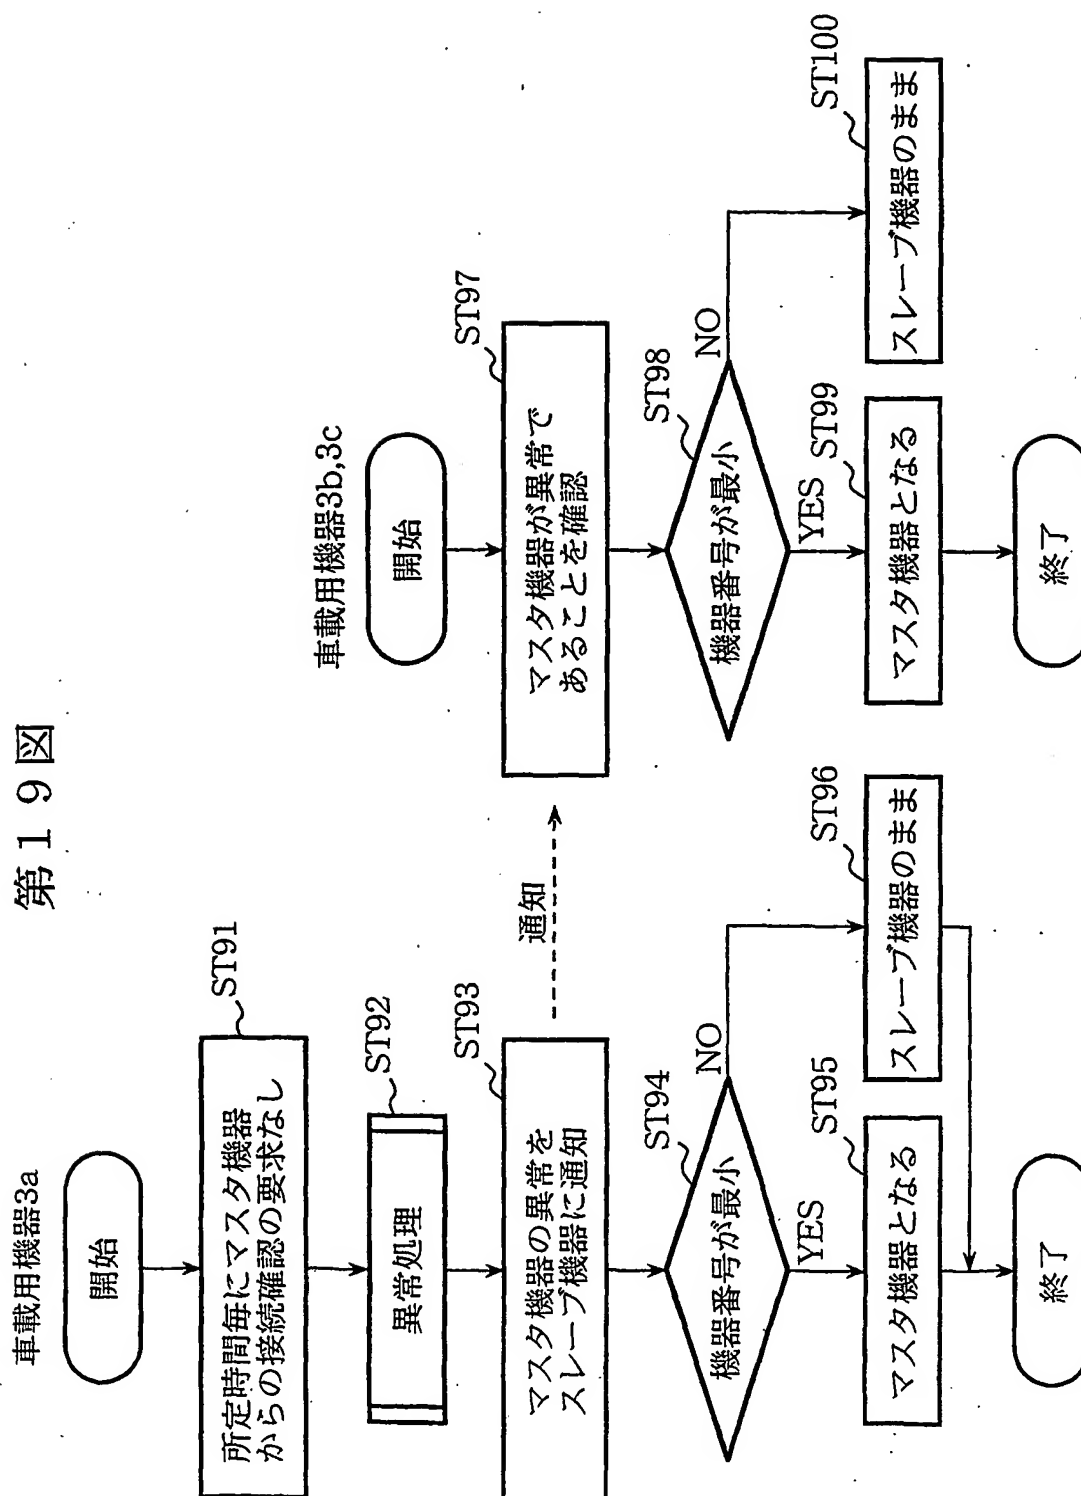 第１９図
車載用機器3a
開始
ST91
所定時間毎にマスタ機器
からの接続確認の要求なし
ST92
異常処理
ST93
マスタ機器の異常を
スレーブ機器に通知
通知
ST94
機器番号が最小
NO
YES
ST95
マスタ機器となる
ST96
スレーブ機器のまま
終了
車載用機器3b,3c
開始
ST97
マスタ機器が異常で
あることを確認
ST98
機器番号が最小
NO
YES
ST99
マスタ機器となる
ST100
スレーブ機器のまま
終了